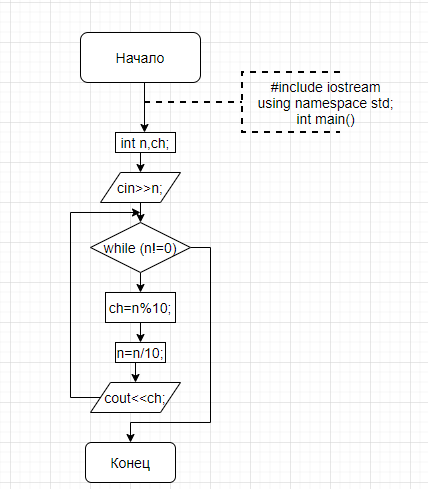 Начало
#include iostream
using namespace std;
int main()
int n,ch;
cin>>n;
while (n!=0)
ch=n%10;
n=n/10;
cout<<ch;
Конец